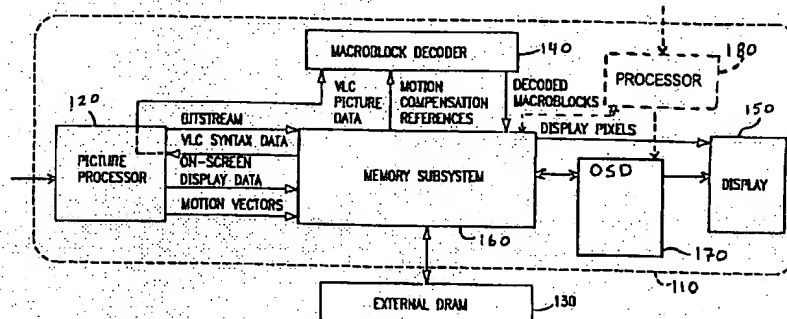 MACROBLOCK DECODER
140
180
PROCESSOR
120
VLC
PICTURE
DATA
MOTION
COMPENSATION
REFERENCES
DECODED
MACROBLOCKS
BITSTREAM
VLC SYNTAX DATA
ON-SCREEN
DISPLAY DATA
MOTION VECTORS
PICTURE
PROCESSOR
MEMORY SUBSYSTEM
160
DISPLAY PIXELS
150
OSD
DISPLAY
170
110
EXTERNAL DRAM
130